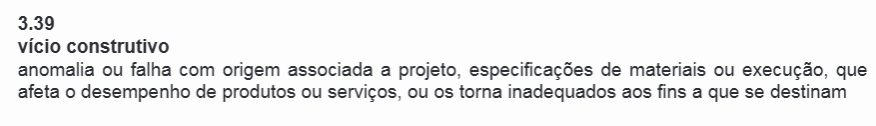 3.39
vício construtivo
anomalia ou falha com origem associada a projeto, especificações de materiais ou execução, que
afeta o desempenho de produtos ou serviços, ou os torna inadequados aos fins a que se destinam